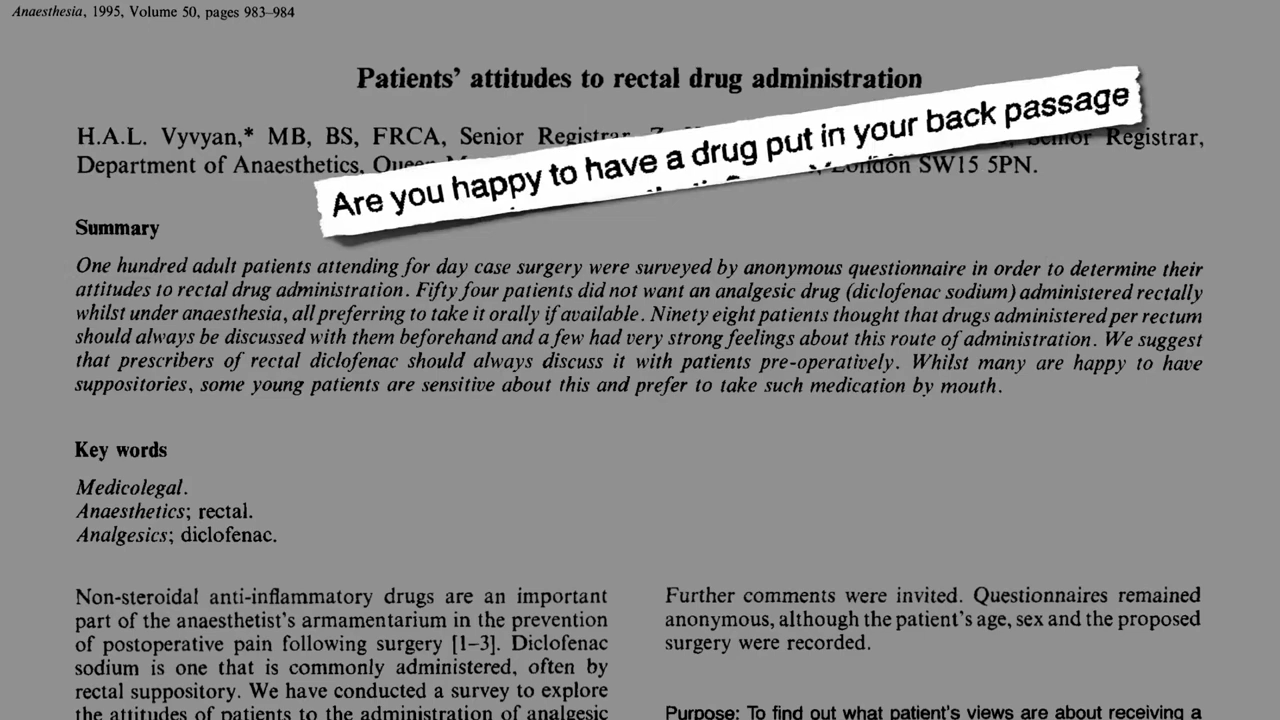 Anaesthesia, 1995, Volume 50, pages 983–984
Patients' attitudes to rectal drug administration
H.A.L. Vyvyan,* MB, BS, FRCA, Senior Registrar, Registrar,
Department of Anaesthetics, London SW15 5PN.
Are you happy to have a drug put in your back passage
Summary
One hundred adult patients attending for day case surgery were surveyed by anonymous questionnaire in order to determine their
attitudes to rectal drug administration. Fifty four patients did not want an analgesic drug (diclofenac sodium) administered rectally
whilst under anaesthesia, all preferring to take it orally if available. Ninety eight patients thought that drugs administered per rectum
should always be discussed with them beforehand and a few had very strong feelings about this route of administration. We suggest
that prescribers of rectal diclofenac should always discuss it with patients pre-operatively. Whilst many are happy to have
suppositories, some young patients are sensitive about this and prefer to take such medication by mouth.
Key words
Medicolegal.
Anaesthetics; rectal.
Analgesics; diclofenac.
Non-steroidal anti-inflammatory drugs are an important
part of the anaesthetist's armamentarium in the prevention
of postoperative pain following surgery [1–3]. Diclofenac
sodium is one that is commonly administered, often by
rectal suppository. We have conducted a survey to explore
the attitudes of patients to the administration of analgesic
Further comments were invited. Questionnaires remained
anonymous, although the patient's age, sex and the proposed
surgery were recorded.
Purpose: To find out what patient's views are about receiving a